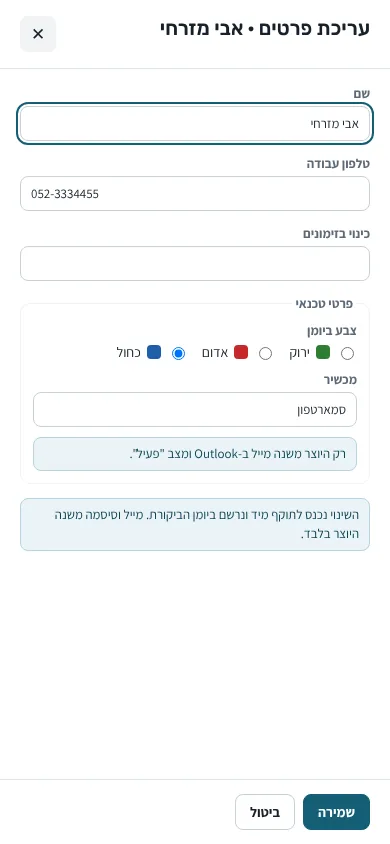 עריכת פרטים • אבי מזרחי
שם
אבי מזרחי
טלפון עבודה
052-3334455
כינוי בזימונים
פרטי טכנאי
צבע ביומן
ירוק
אדום
כחול
מכשיר
סמארטפון
רק היוצר משנה מייל ב-Outlook ומצב "פעיל".
השינוי נכנס לתוקף מיד ונרשם ביומן הביקורת. מייל וסיסמה משנה
היוצר בלבד.
שמירה
ביטול